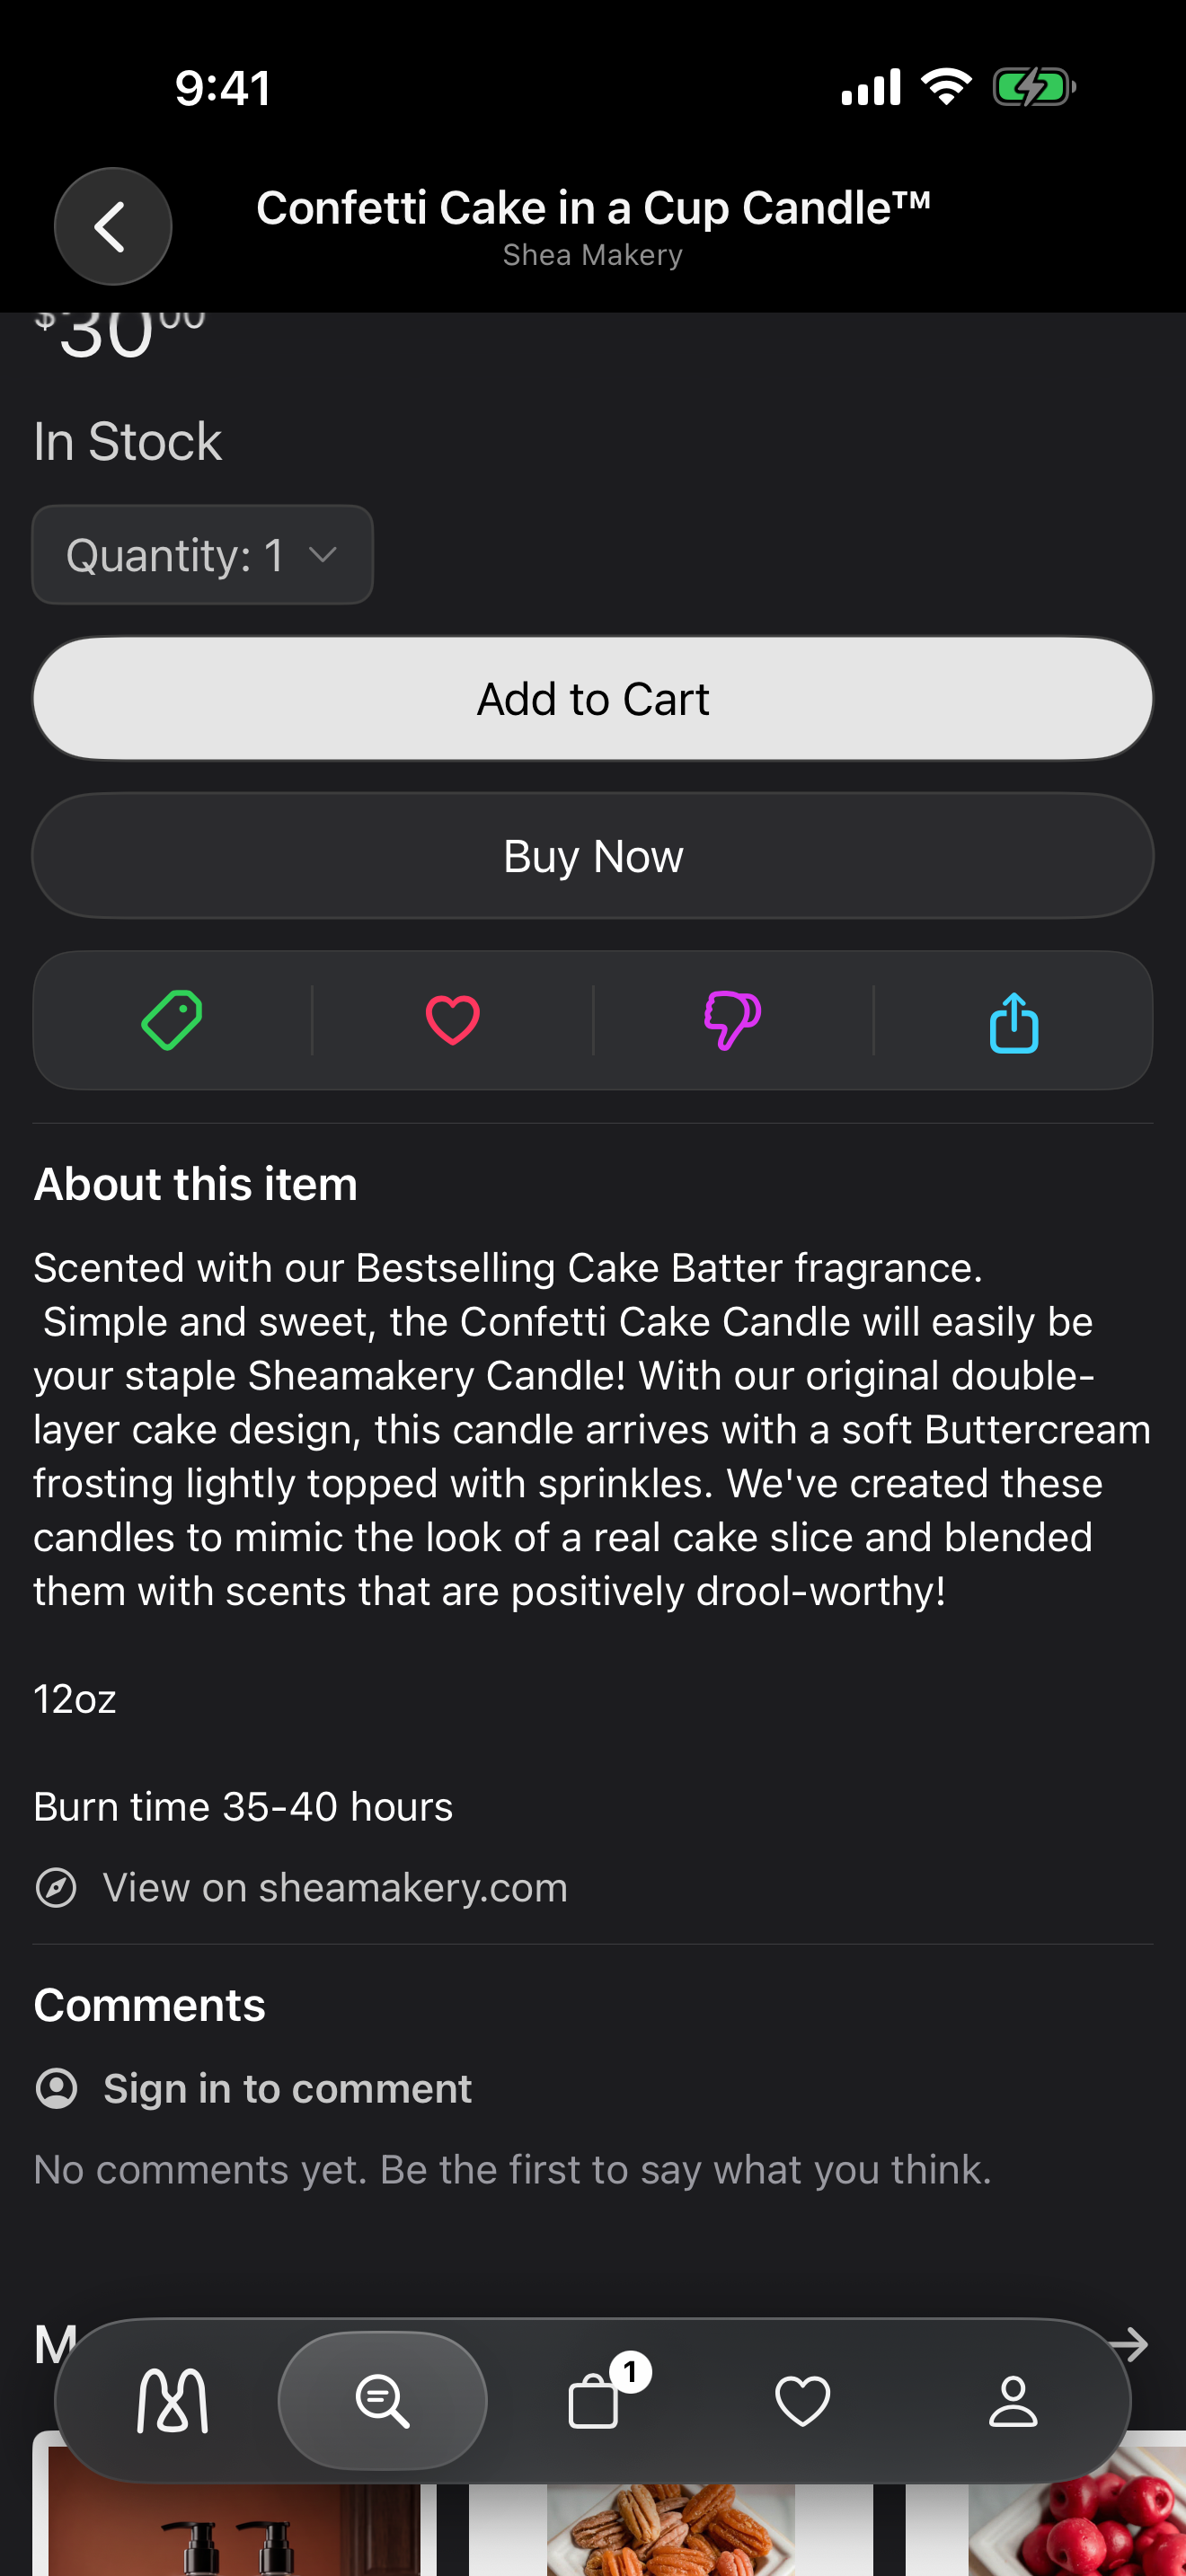 9:41
Confetti Cake in a Cup Candle™
Shea Makery
$30.00
In Stock
Quantity: 1
Add to Cart
Buy Now
About this item
Scented with our Bestselling Cake Batter fragrance.
Simple and sweet, the Confetti Cake Candle will easily be
your staple Sheamakery Candle! With our original double-
layer cake design, this candle arrives with a soft Buttercream
frosting lightly topped with sprinkles. We've created these
candles to mimic the look of a real cake slice and blended
them with scents that are positively drool-worthy!
12oz
Burn time 35-40 hours
View on sheamakery.com
Comments
Sign in to comment
No comments yet. Be the first to say what you think.
1